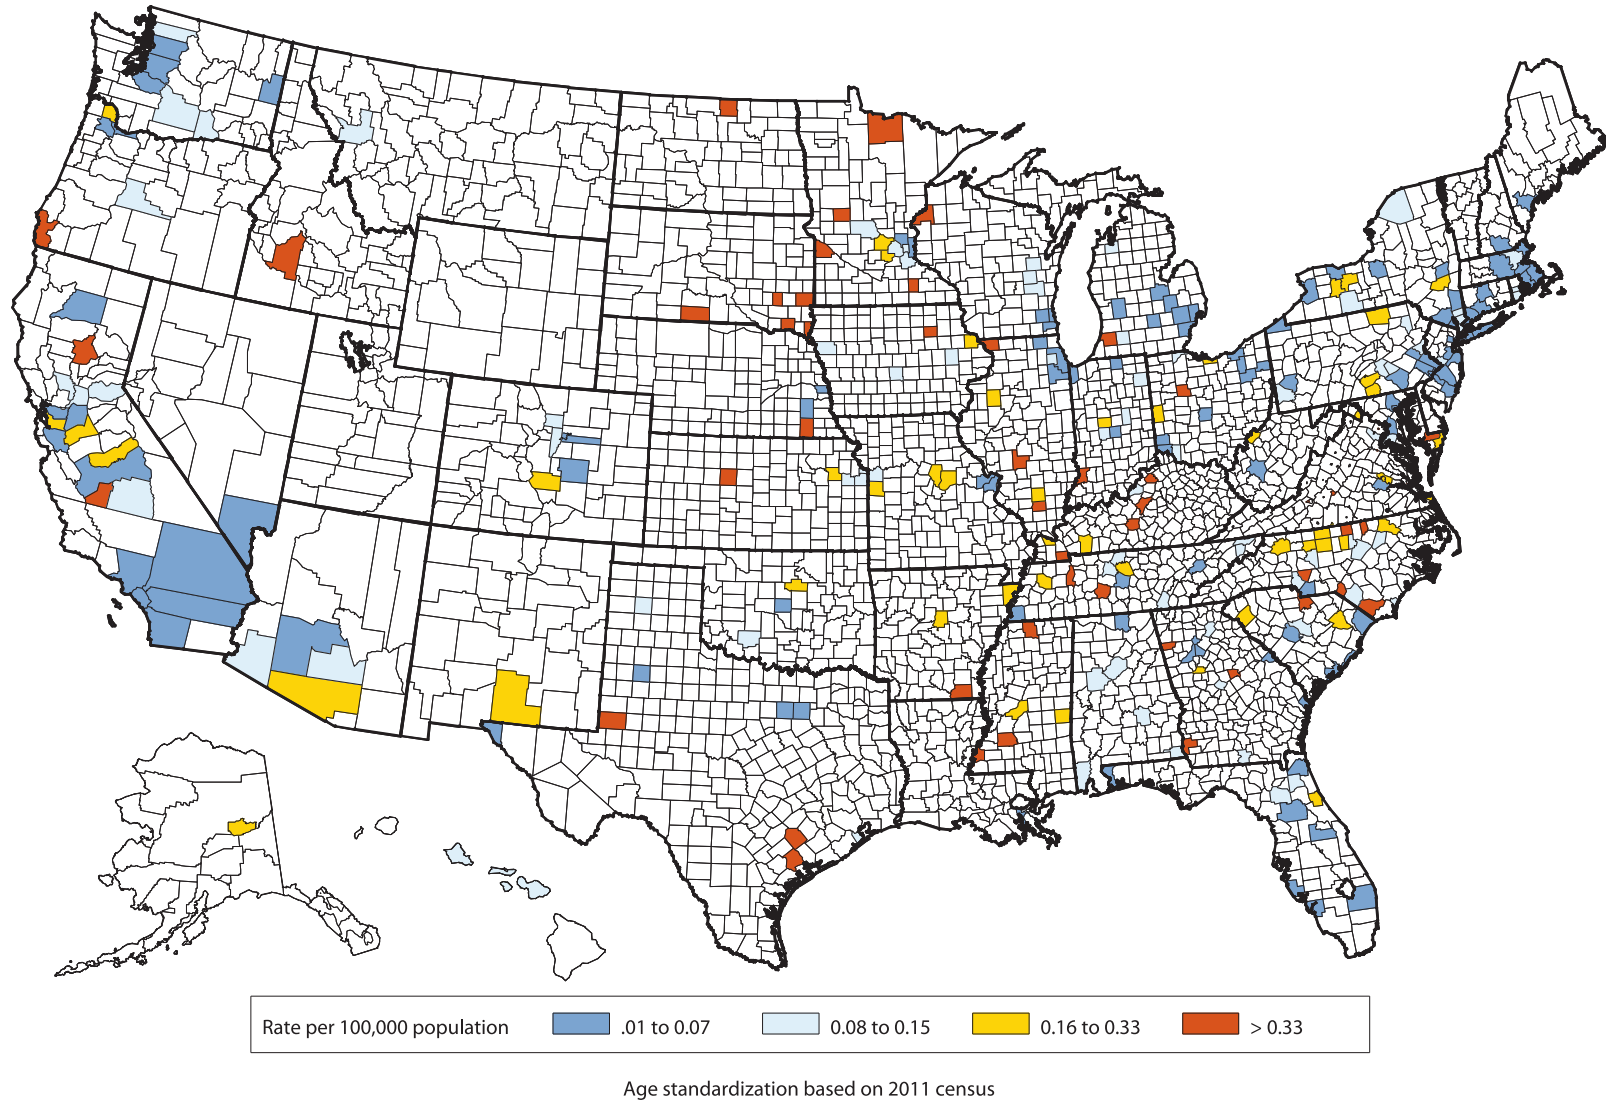 Rate per 100,000 population .01 to 0.07 0.08 to 0.15 0.16 to 0.33 > 0.33
Age standardization based on 2011 census